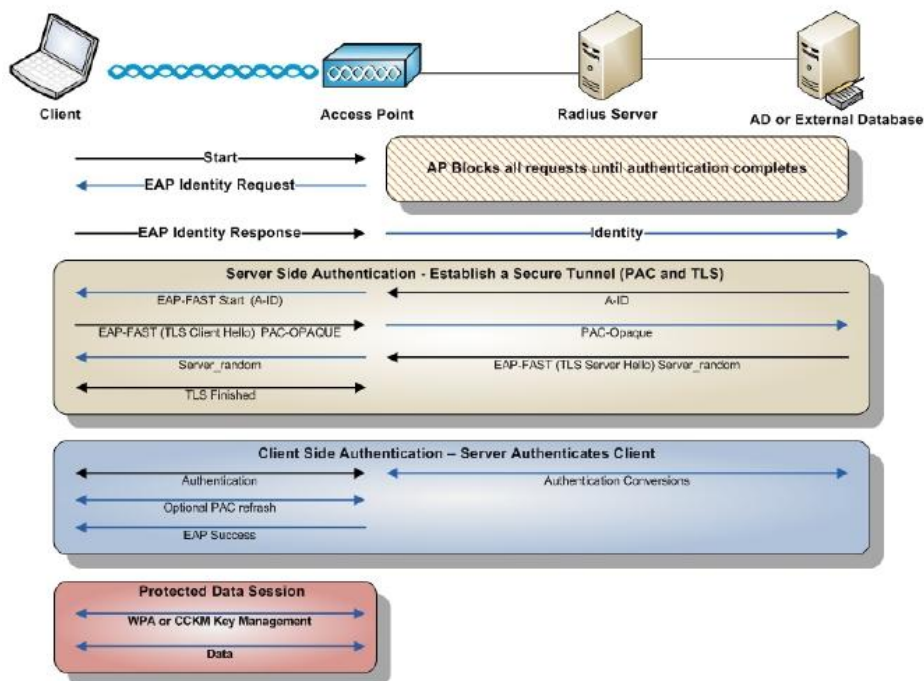 Client
Access Point
Radius Server
AD or External Database
Start
AP Blocks all requests until authentication completes
EAP Identity Request
EAP Identity Response
Identity
Server Side Authentication - Establish a Secure Tunnel (PAC and TLS)
EAP-FAST Start (A-ID)
A-ID
EAP-FAST (TLS Client Hello) PAC-OPAQUE
PAC-Opaque
Server_random
EAP-FAST (TLS Server Hello) Server_random
TLS Finished
Client Side Authentication – Server Authenticates Client
Authentication
Authentication Conversions
Optional PAC refrash
EAP Success
Protected Data Session
WPA or CCKM Key Management
Data